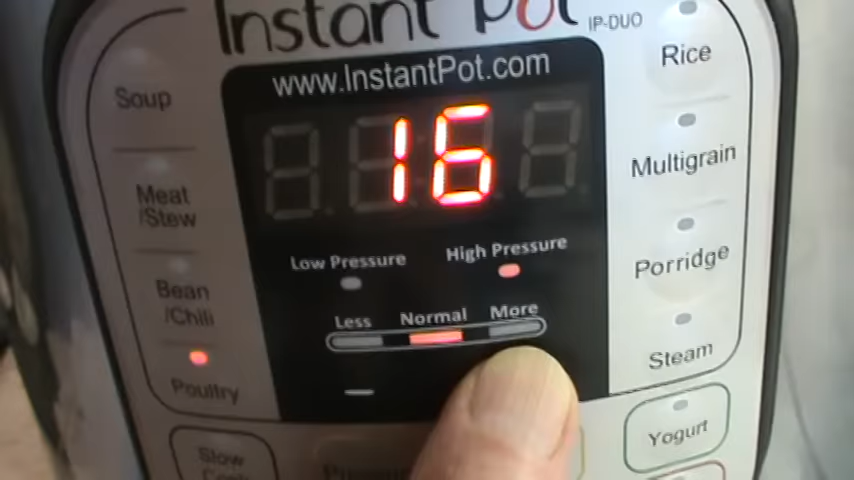 Instant Pot
IP-DUO
www.InstantPot.com
16
Soup
Meat
/Stew
Bean
/Chili
Poultry
Slow
Low Pressure
High Pressure
Less
Normal
More
Rice
Multigrain
Porridge
Steam
Yogurt